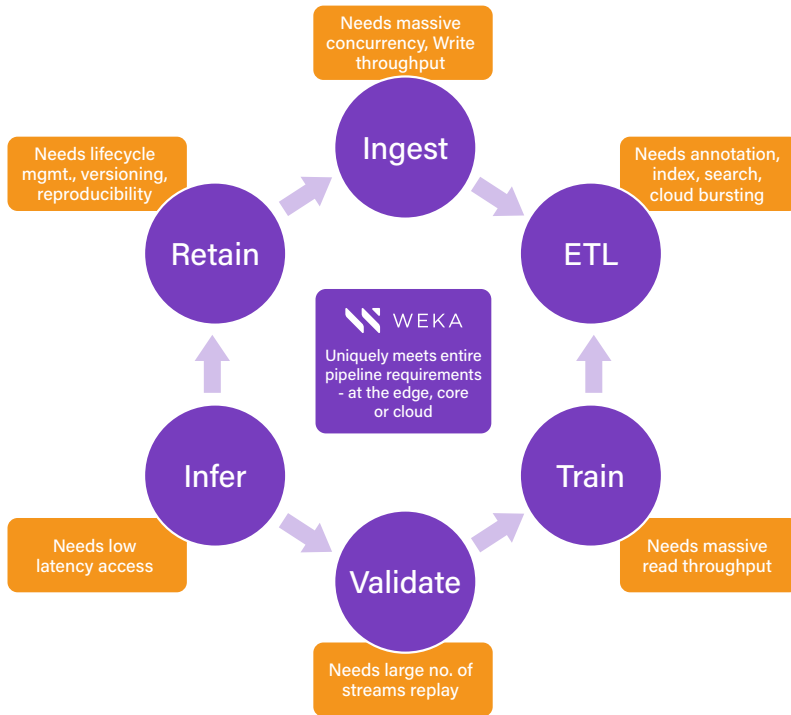 Needs massive
concurrency, Write
throughput
Ingest
Needs lifecycle
mgmt., versioning,
reproducibility
Retain
Needs annotation,
index, search,
cloud bursting
ETL
WEKA
Uniquely meets entire
pipeline requirements
- at the edge, core
or cloud
Infer
Needs low
latency access
Train
Needs massive
read throughput
Validate
Needs large no. of
streams replay